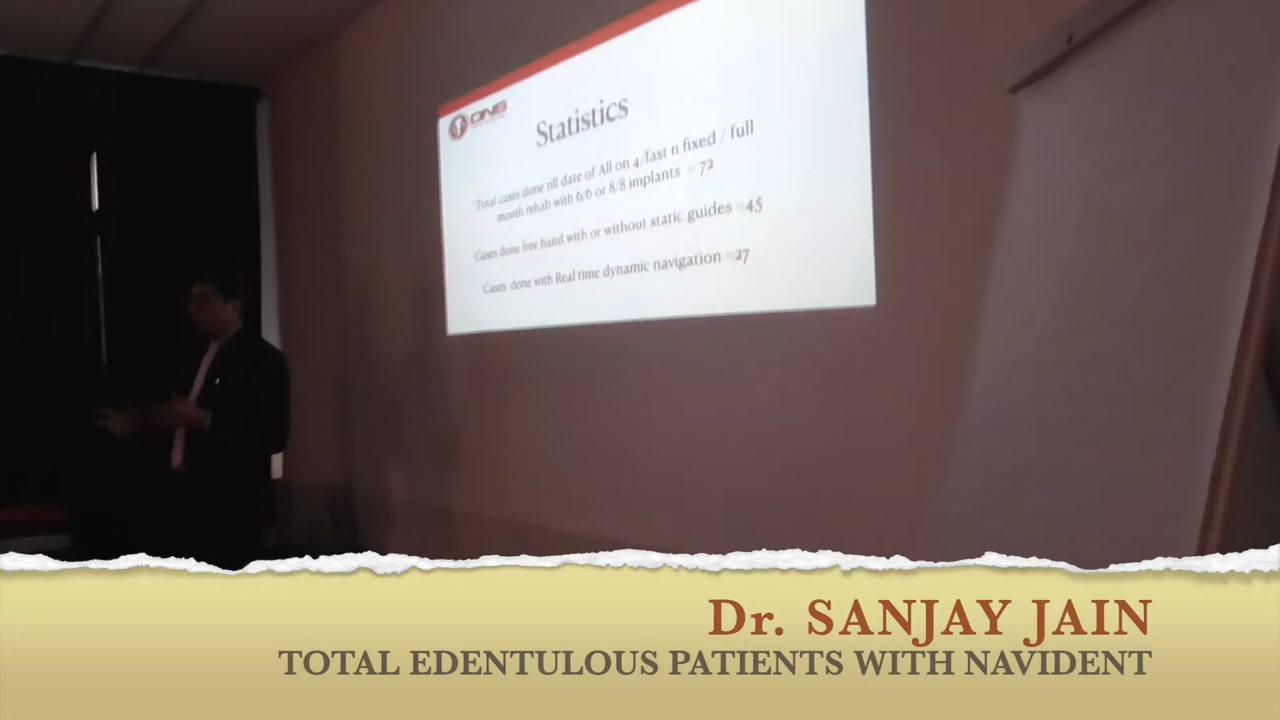 DNS
Statistics
Total cases done till date of All on 4/fast n fixed / full
mouth rehab with 6/6 or 8/8 implants = 72
Cases done free hand with or without static guides =45
Cases done with Real time dynamic navigation =27
Dr. SANJAY JAIN
TOTAL EDENTULOUS PATIENTS WITH NAVIDENT